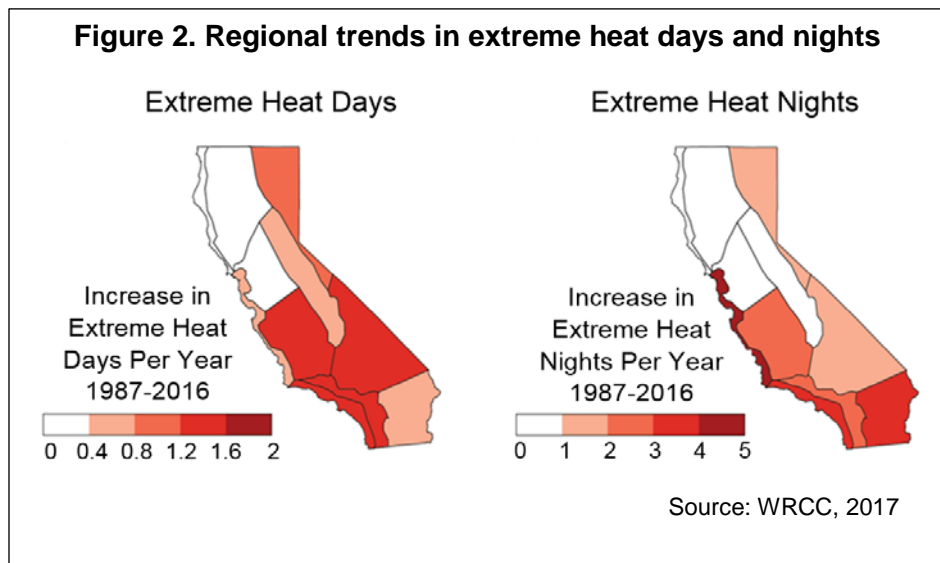 Figure 2. Regional trends in extreme heat days and nights
Extreme Heat Days
Increase in
Extreme Heat
Days Per Year
1987-2016
0 0.4 0.8 1.2 1.6 2
Extreme Heat Nights
Increase in
Extreme Heat
Nights Per Year
1987-2016
0 1 2 3 4 5
Source: WRCC, 2017